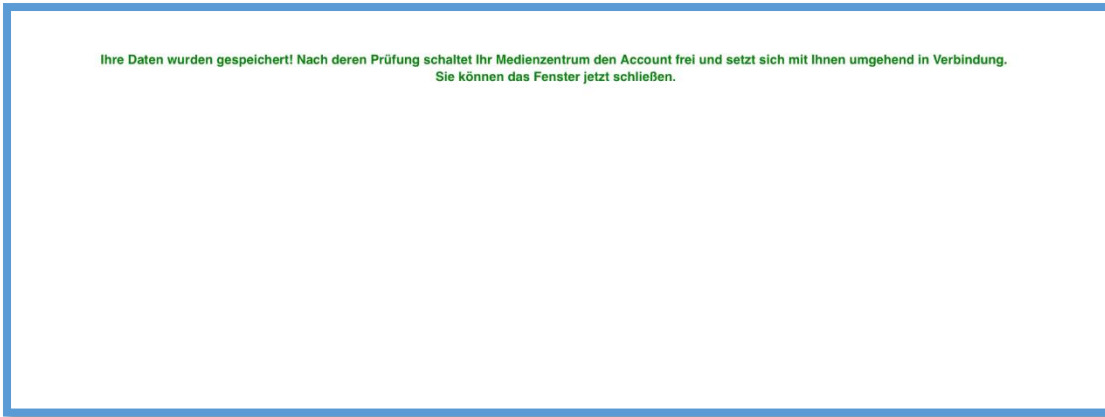 Ihre Daten wurden gespeichert! Nach deren Prüfung schaltet Ihr Medienzentrum den Account frei und setzt sich mit Ihnen umgehend in Verbindung.
Sie können das Fenster jetzt schließen.